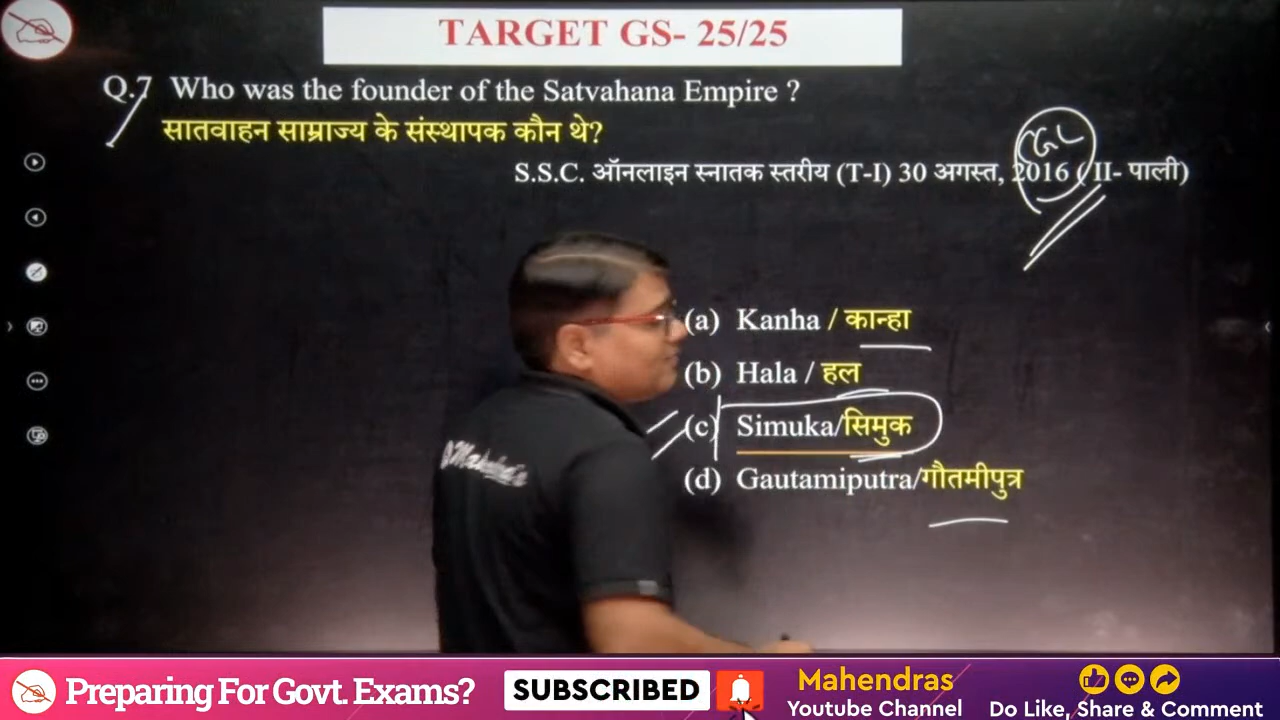 TARGET GS- 25/25
Q.7 Who was the founder of the Satvahana Empire ?
सातवाहन साम्राज्य के संस्थापक कौन थे?
S.S.C. ऑनलाइन स्नातक स्तरीय (T-I) 30 अगस्त, 2016 ( II- पाली)
(a) Kanha / कान्हा
(b) Hala / हल
(c) Simuka/सिमुक
(d) Gautamiputra/गौतमीपुत्र
Preparing For Govt. Exams?
SUBSCRIBED
Mahendras
Youtube Channel
Do Like, Share & Comment